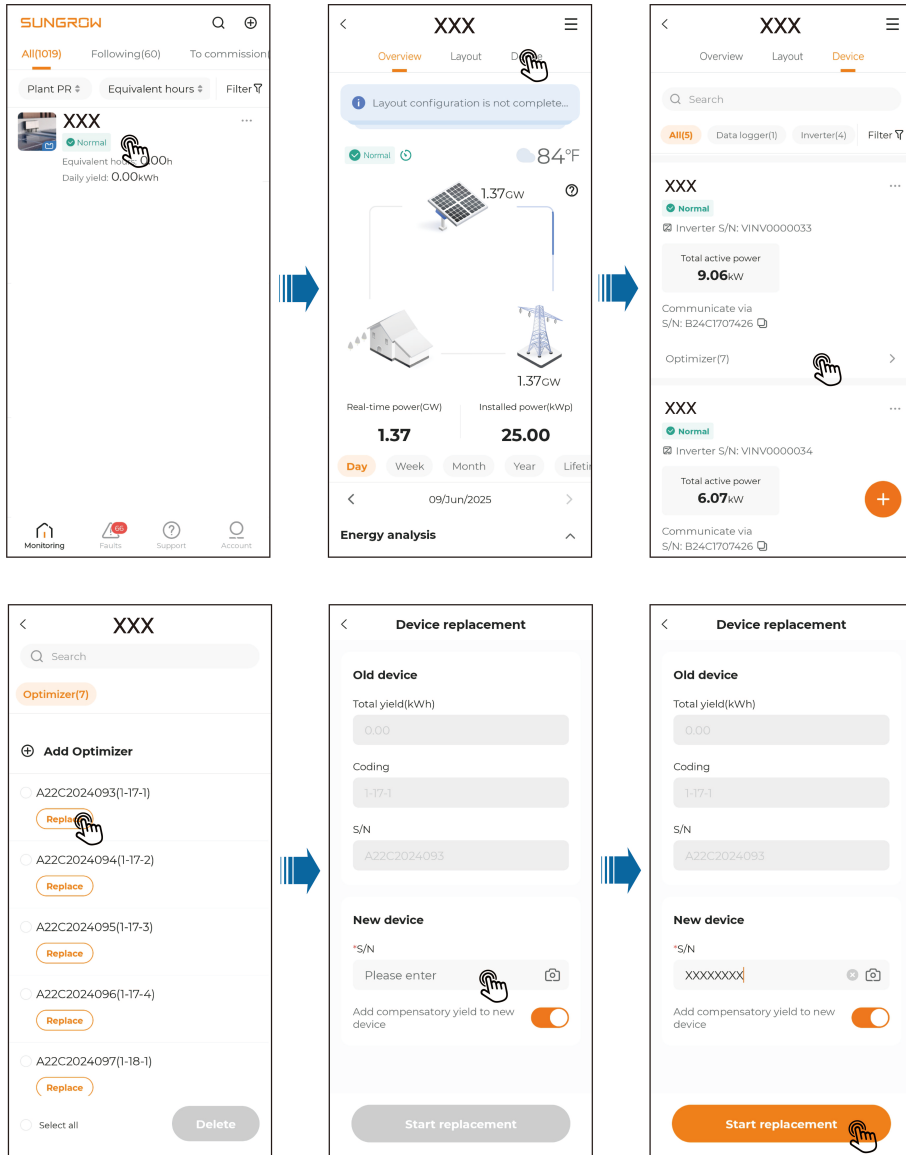 SUNGROW
All(1019) Following(60) To commission(
Plant PR Equivalent hours Filter
XXX
Normal
Equivalent hours: 0.00h
Daily yield: 0.00kWh
Monitoring
66
Faults
Support
Account
XXX
Overview Layout
Layout configuration is not complete...
Normal
84°F
1.37GW
1.37GW
Real-time power(GW) Installed power(kWp)
1.37 25.00
Day Week Month Year Lifeti
09/Jun/2025
Energy analysis
XXX
Overview Layout Device
Search
All(5) Data logger(1) Inverter(4) Filter
XXX
Normal
Inverter S/N: VINV0000033
Total active power
9.06kW
Communicate via
S/N: B24C1707426
Optimizer(7)
XXX
Normal
Inverter S/N: VINV0000034
Total active power
6.07kW
Communicate via
S/N: B24C1707426
XXX
Search
Optimizer(7)
Add Optimizer
A22C2024093(1-17-1)
Replace
A22C2024094(1-17-2)
Replace
A22C2024095(1-17-3)
Replace
A22C2024096(1-17-4)
Replace
A22C2024097(1-18-1)
Replace
Select all Delete
Device replacement
Old device
Total yield(kWh)
0.00
Coding
1-17-1
S/N
A22C2024093
New device
*S/N
Please enter
Add compensatory yield to new
device
Start replacement
Device replacement
Old device
Total yield(kWh)
0.00
Coding
1-17-1
S/N
A22C2024093
New device
*S/N
XXXXXXXX
Add compensatory yield to new
device
Start replacement